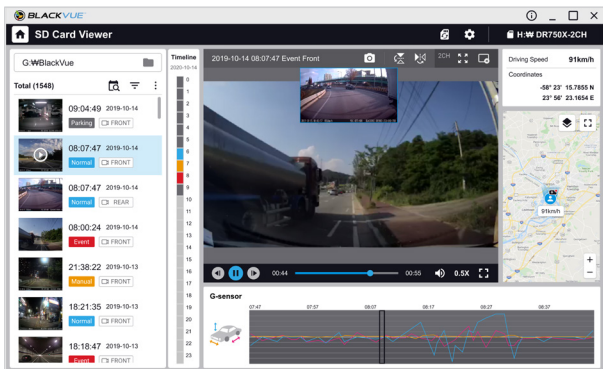 BLACKVUE
SD Card Viewer
H:₩ DR750X-2CH
G:₩BlackVue
Total (1548)
09:04:49 2019-10-14
Parking FRONT
08:07:47 2019-10-14
Normal FRONT
08:07:47 2019-10-14
Normal REAR
08:00:24 2019-10-14
Event FRONT
21:38:22 2019-10-13
Manual FRONT
18:21:35 2019-10-13
Normal FRONT
18:18:47 2019-10-13
Event FRONT
Timeline
2020-10-14
0
1
2
3
4
5
6
7
8
9
10
11
12
13
14
15
16
17
18
19
20
21
22
23
2019-10-14 08:07:47 Event Front
2CH
00:44
00:55
0.5X
G-sensor
07:47 07:57 08:07 08:17 08:27 08:37
Driving Speed 91km/h
Coordinates
-58° 23' 15.7855 N
23° 56' 23.1654 E
91km/h
+
−